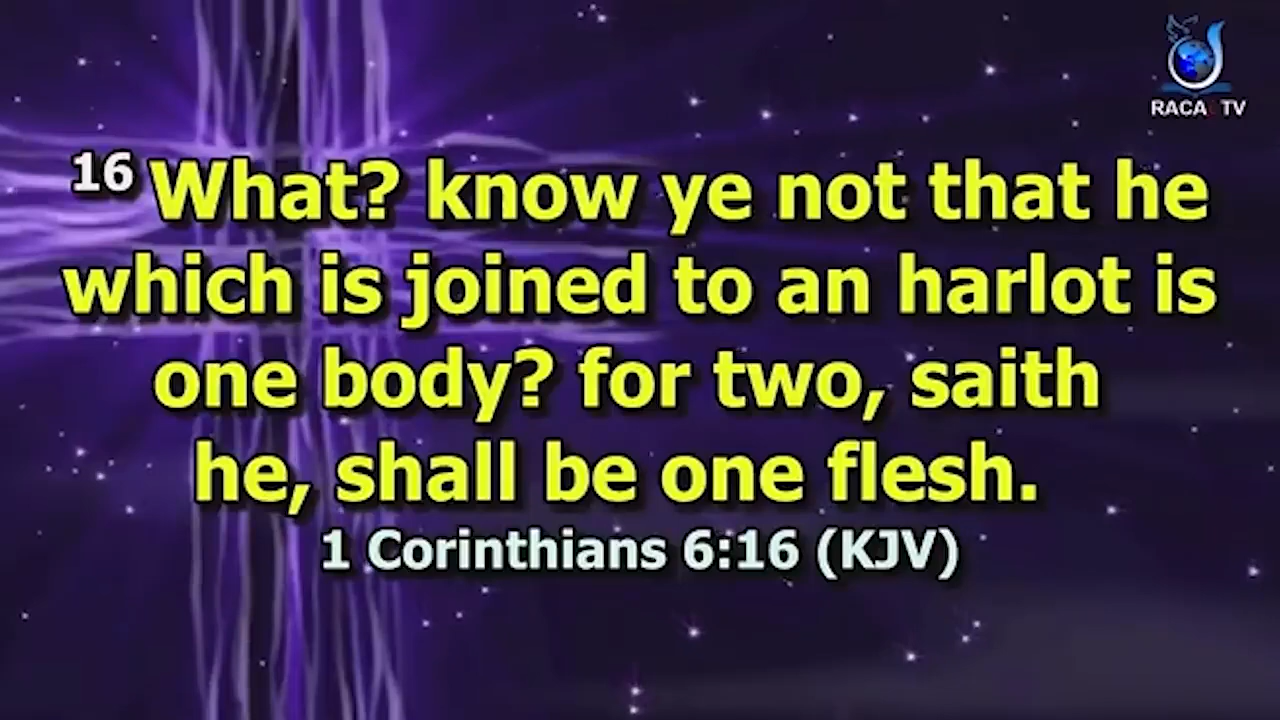 RACA TV
16 What? know ye not that he
which is joined to an harlot is
one body? for two, saith
he, shall be one flesh.
1 Corinthians 6:16 (KJV)